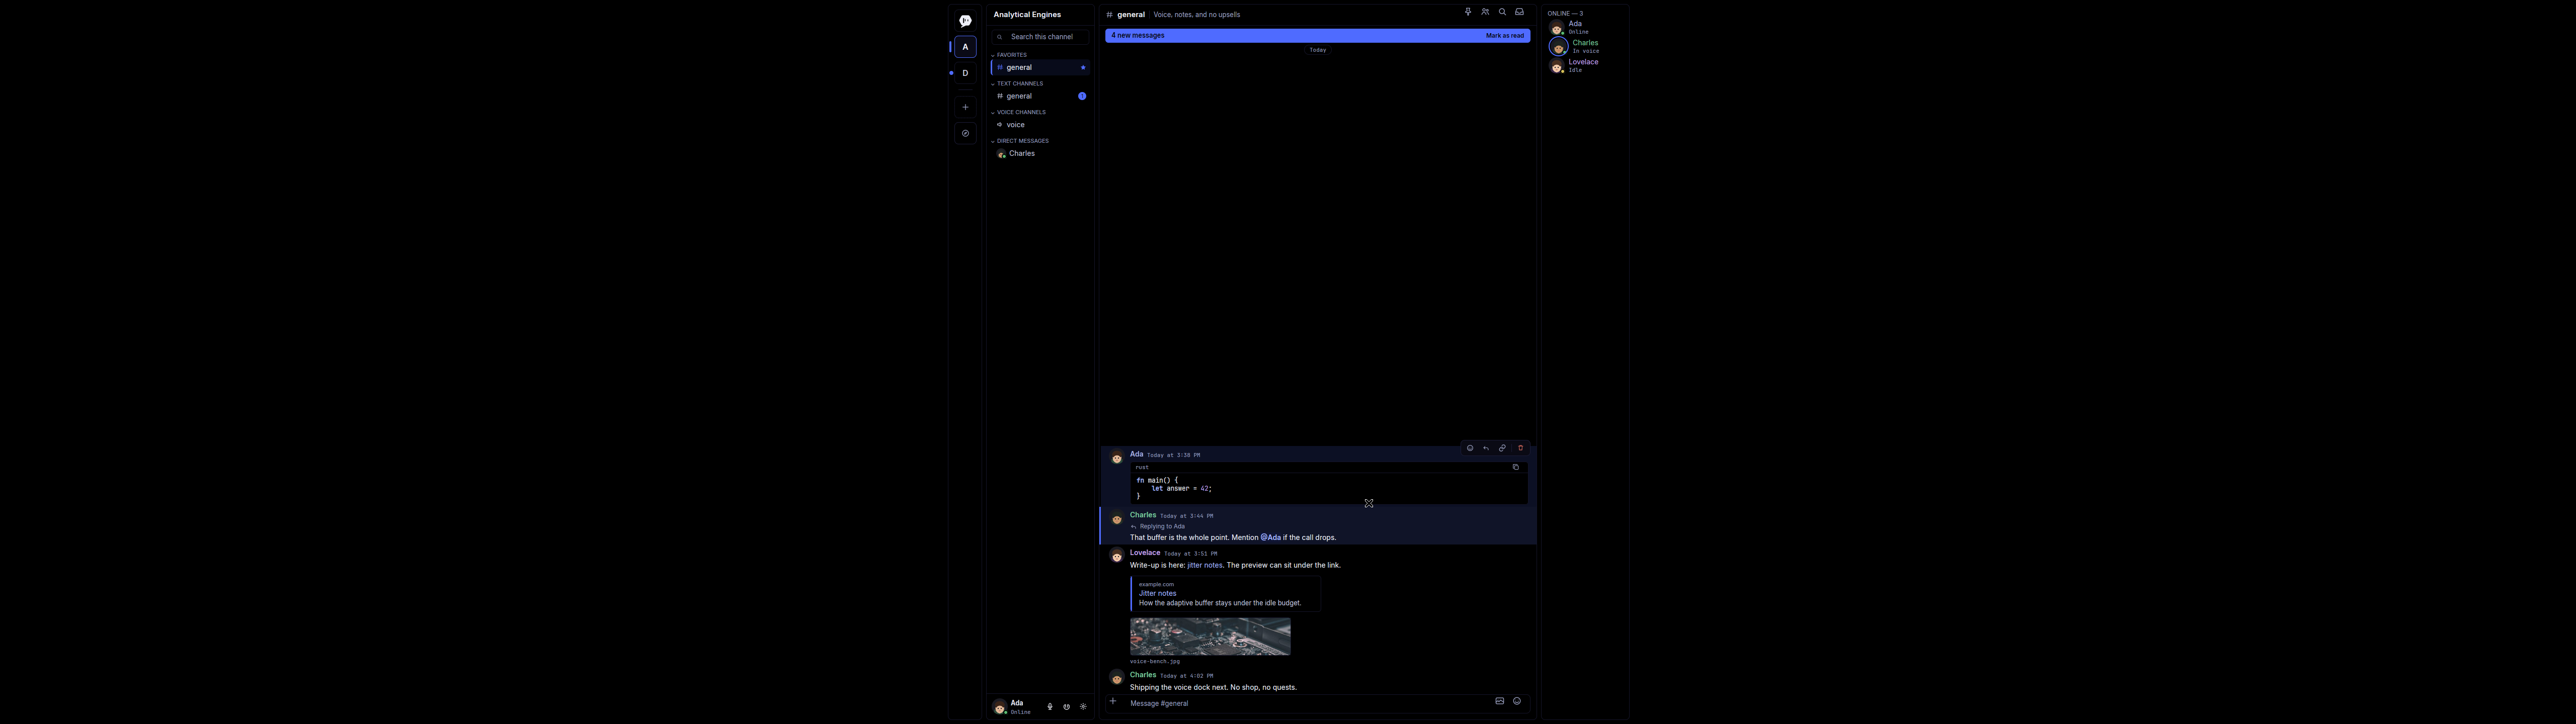 A
D
Analytical Engines
Search this channel
FAVORITES
general
TEXT CHANNELS
general
1
VOICE CHANNELS
voice
DIRECT MESSAGES
Charles
Ada
Online
general
Voice, notes, and no upsells
4 new messages
Mark as read
Today
Ada Today at 3:38 PM
rust
fn main() {
let answer = 42;
}
Charles Today at 3:44 PM
Replying to Ada
That buffer is the whole point. Mention @Ada if the call drops.
Lovelace Today at 3:51 PM
Write-up is here: jitter notes. The preview can sit under the link.
example.com
Jitter notes
How the adaptive buffer stays under the idle budget.
voice-bench.jpg
Charles Today at 4:02 PM
Shipping the voice dock next. No shop, no quests.
Message #general
ONLINE — 3
Ada
Online
Charles
In voice
Lovelace
Idle